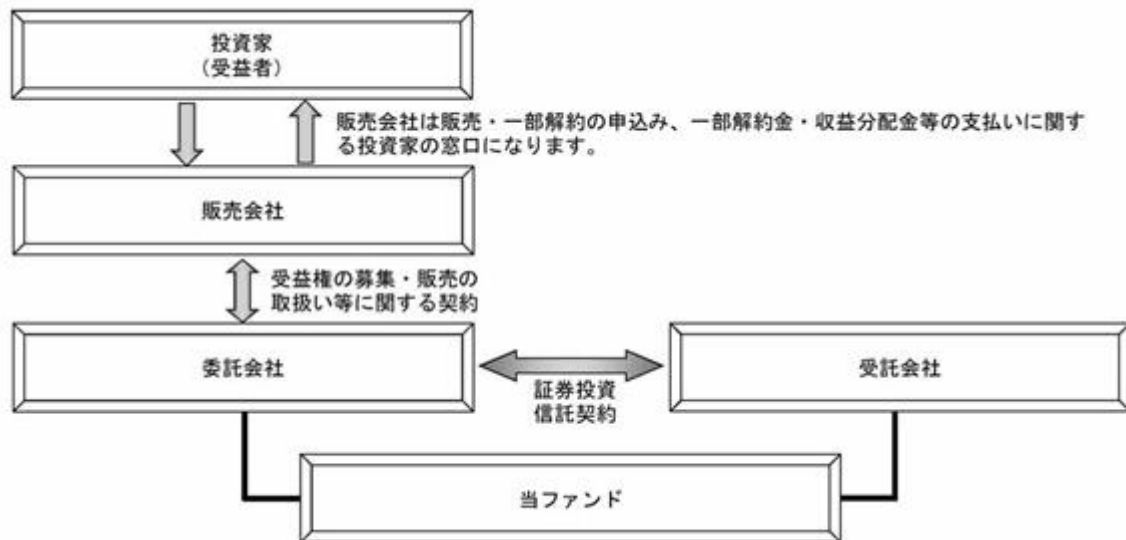 投資家
（受益者）
販売会社は販売・一部解約の申込み、一部解約金・収益分配金等の支払いに関す
る投資家の窓口になります。
販売会社
受益権の募集・販売の
取扱い等に関する契約
委託会社
証券投資
信託契約
受託会社
当ファンド